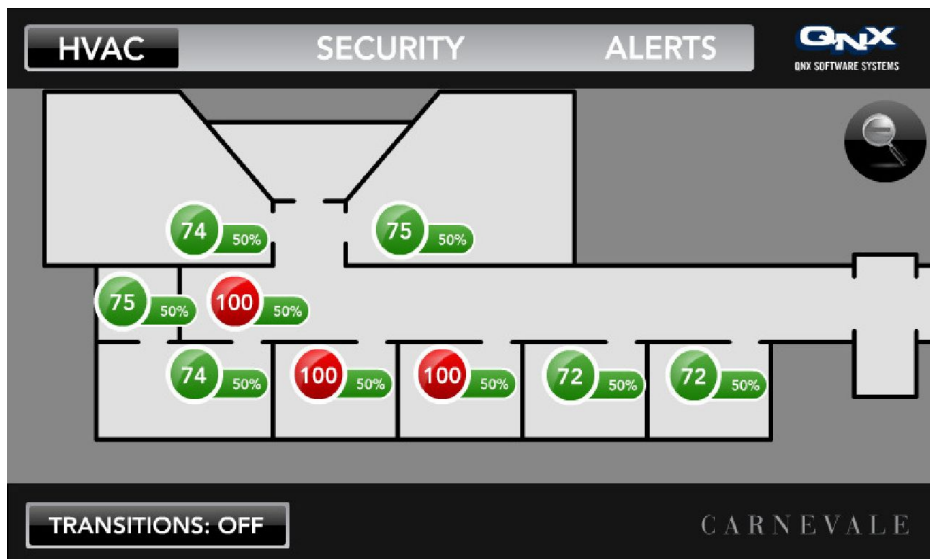 HVAC SECURITY ALERTS
QNX
QNX SOFTWARE SYSTEMS
74 50% 75 50%
75 50% 100 50%
74 50% 100 50% 100 50% 72 50% 72 50%
TRANSITIONS: OFF
CARNEVALE